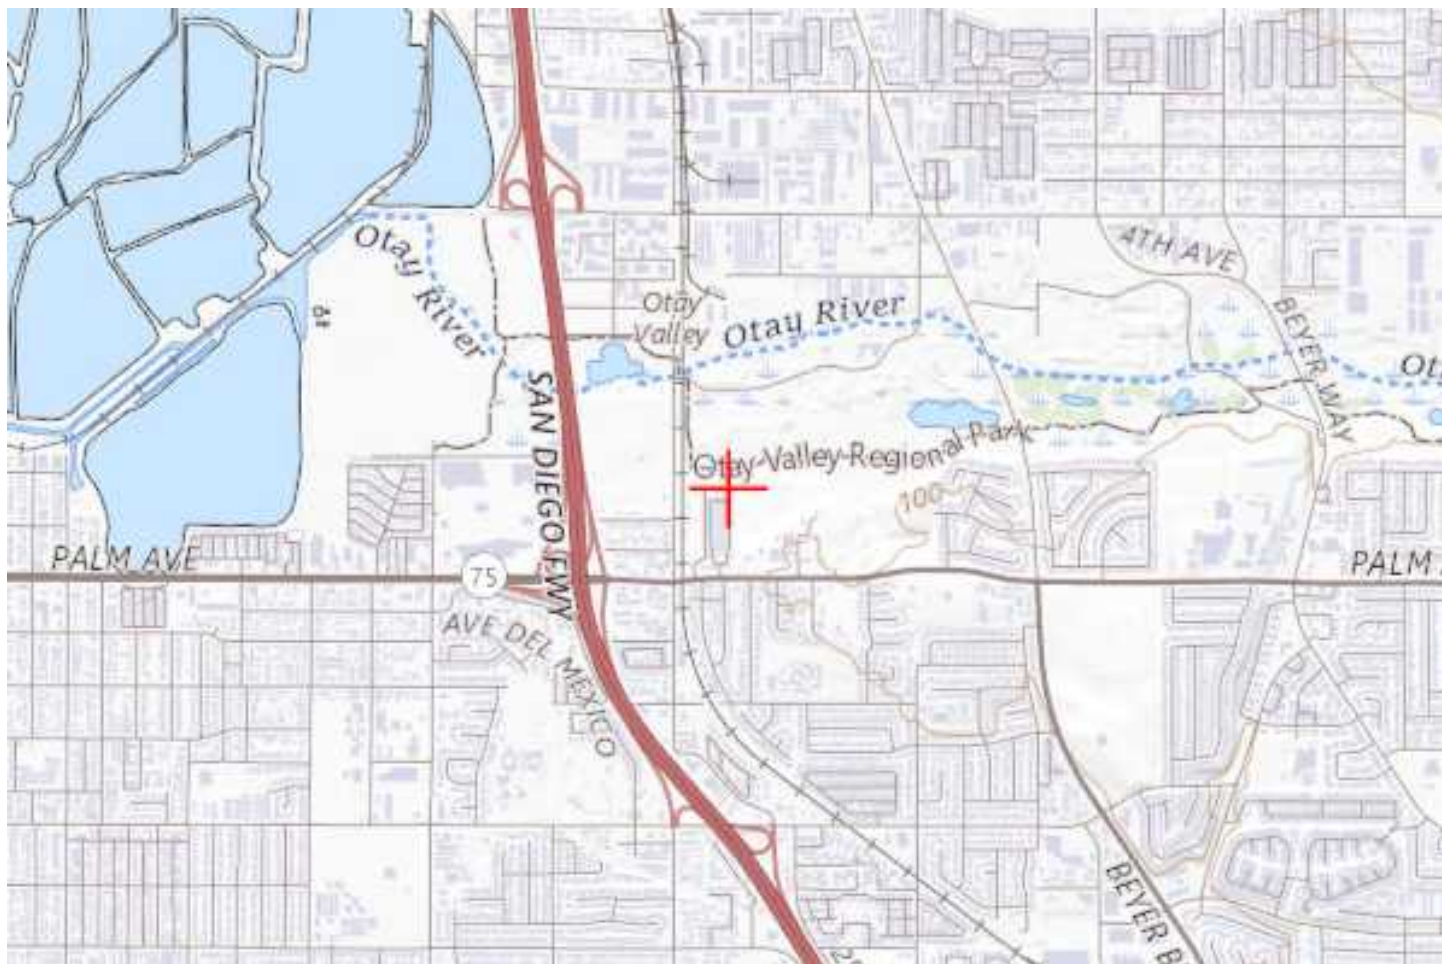 4TH AVE
Otay River
Otay
Valley
Otay River
BEYER WAY
SAN DIEGO FWY
Otay-Valley-Regional-Park
100
PALM AVE
75
PALM
AVE DEL MEXICO
BEYER B